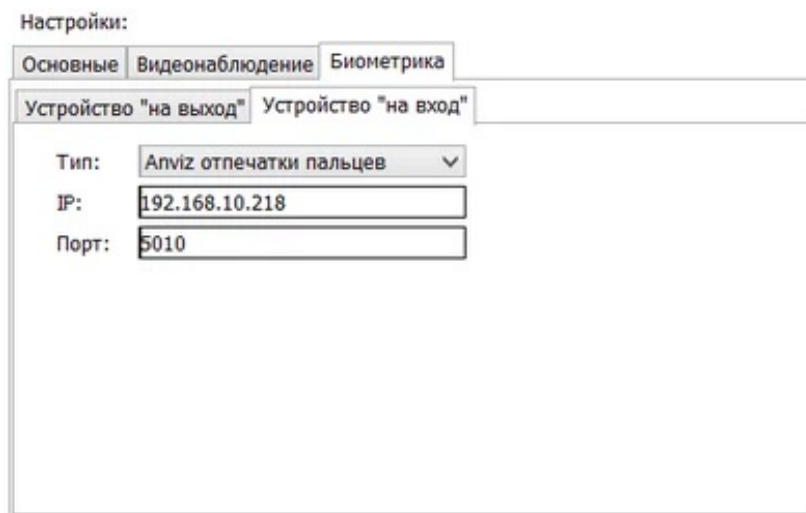 Настройки:
Основные Видеонаблюдение Биометрика
Устройство "на выход" Устройство "на вход"
Тип: Anviz отпечатки пальцев
IP: 192.168.10.218
Порт: 5010